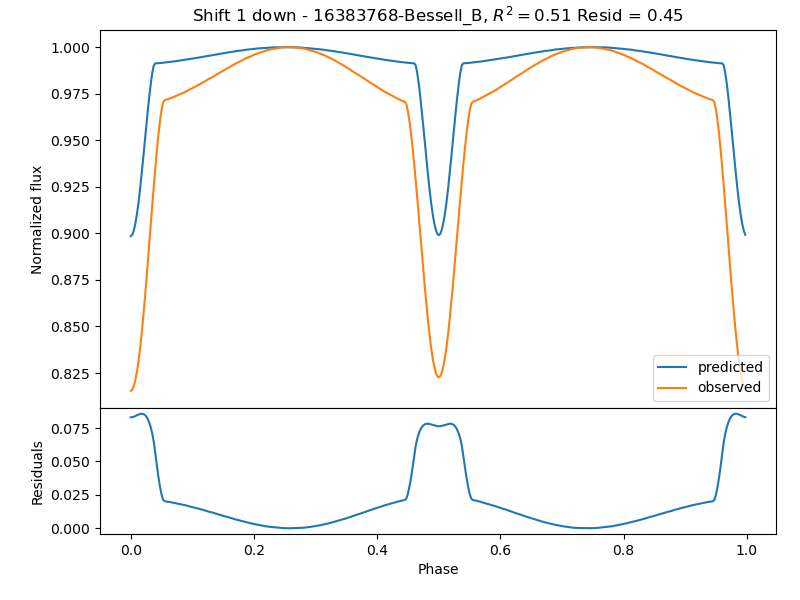 Shift 1 down - 16383768-Bessell_B, R² = 0.51 Resid = 0.45
1.000
0.975
0.950
0.925
0.900
0.875
0.850
0.825
Normalized flux
predicted
observed
0.075
0.050
0.025
0.000
Residuals
0.0 0.2 0.4 0.6 0.8 1.0
Phase